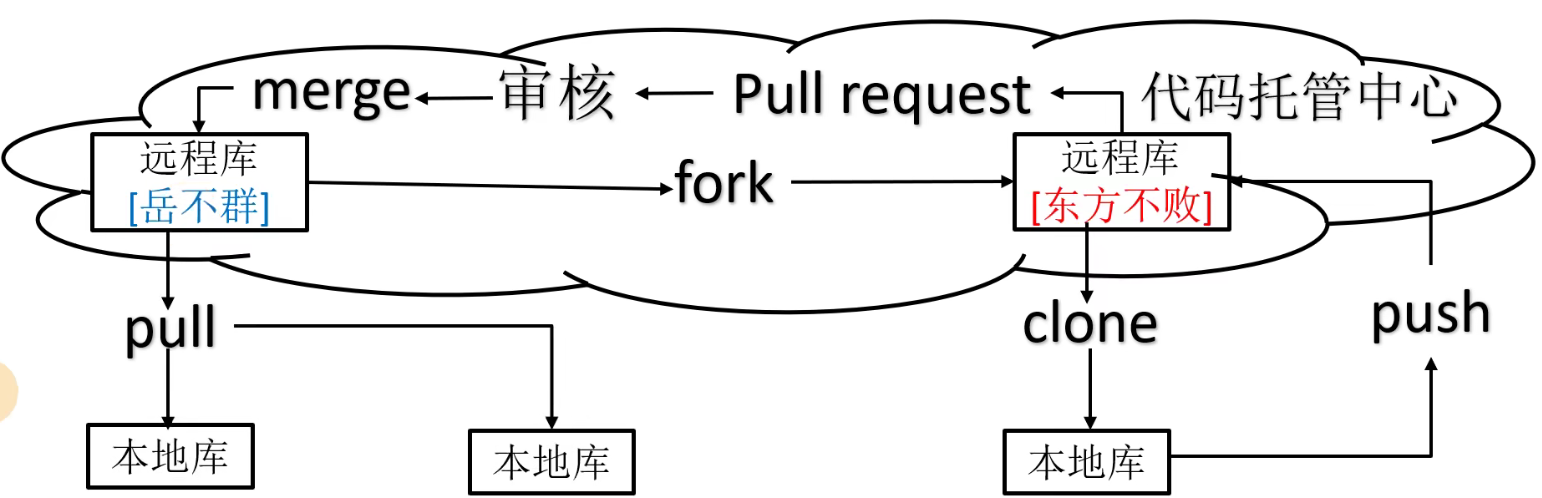 merge
审核
Pull request
代码托管中心
远程库
[岳不群]
fork
远程库
[东方不败]
pull
clone
push
本地库
本地库
本地库